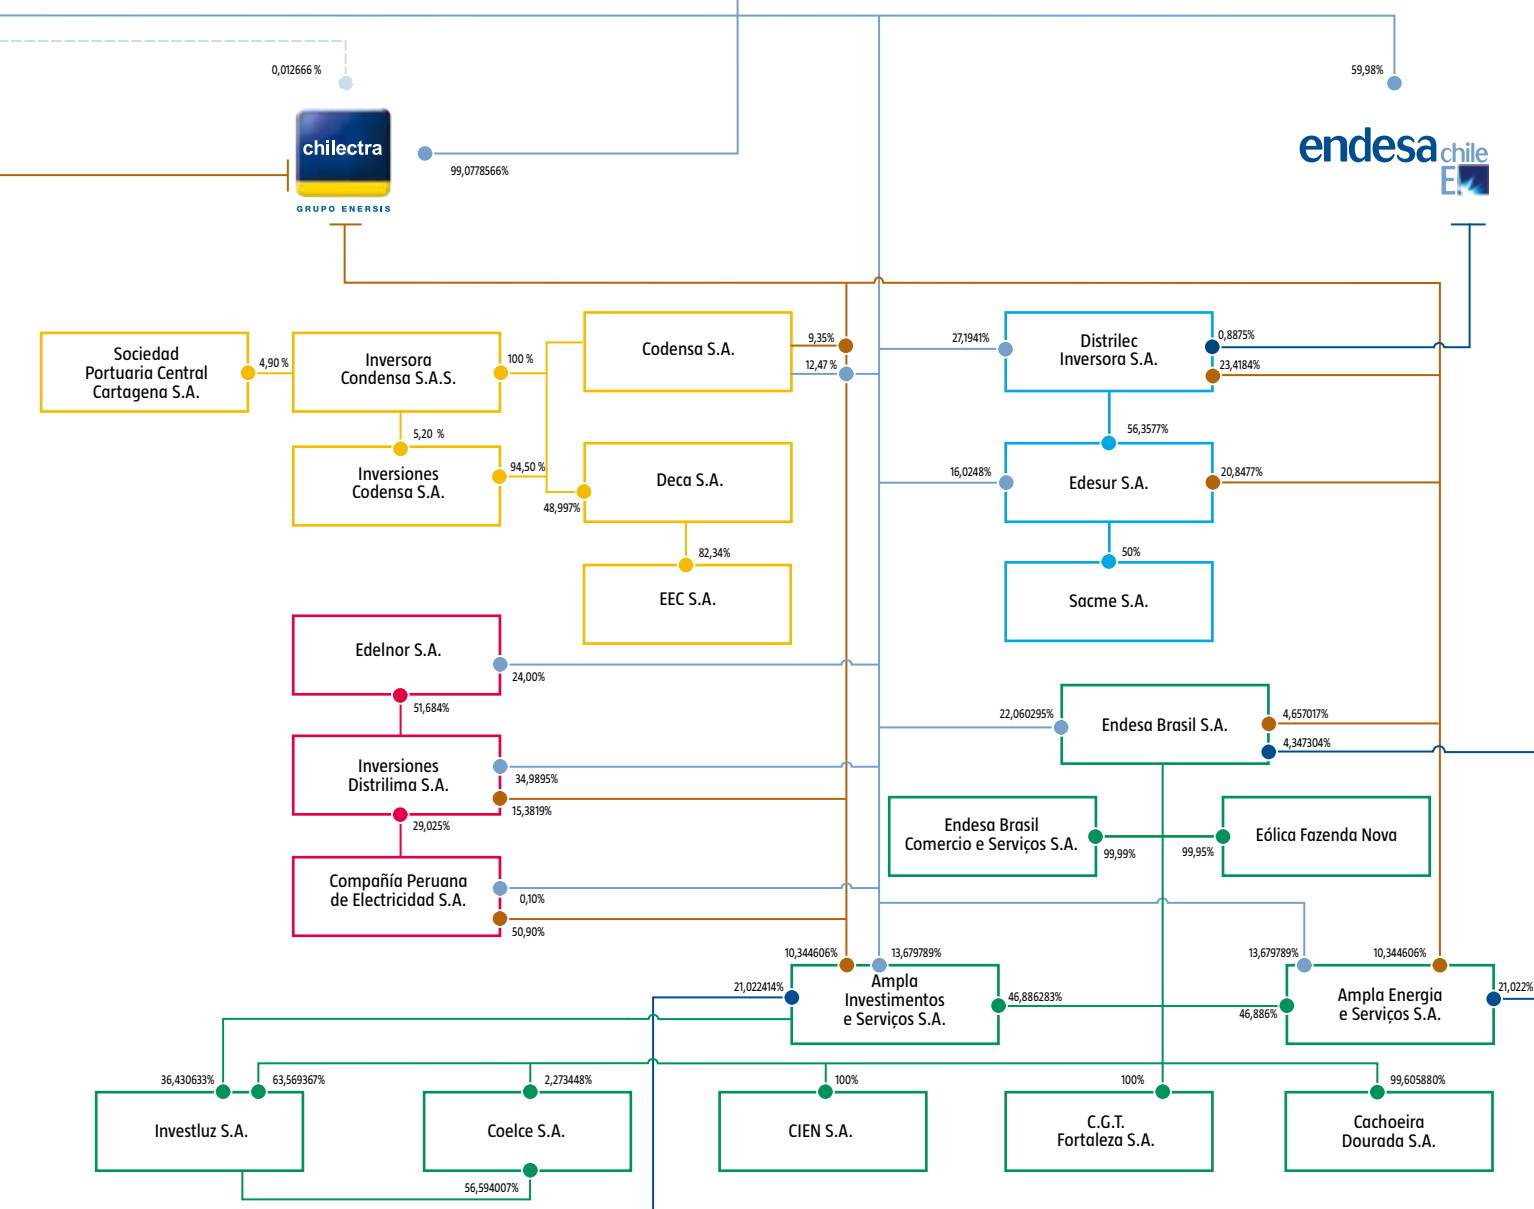 0,012666 %
59,98%
chilectra
99,0778566%
GRUPO ENERSIS
endesa chile
E
Sociedad
Portuaria Central
Cartagena S.A.
4,90 %
Inversora
Condensa S.A.S.
100 %
Codensa S.A.
9,35%
12,47 %
27,1941%
Distrilec
Inversora S.A.
0,8875%
23,4184%
5,20 %
Inversiones
Codensa S.A.
94,50 %
48,997%
Deca S.A.
56,3577%
16,0248%
Edesur S.A.
20,8477%
82,34%
EEC S.A.
50%
Sacme S.A.
Edelnor S.A.
24,00%
51,684%
Inversiones
Distrilima S.A.
34,9895%
15,3819%
29,025%
22,060295%
Endesa Brasil S.A.
4,657017%
4,347304%
Endesa Brasil
Comercio e Serviços S.A.
99,99%
99,95%
Eólica Fazenda Nova
Compañía Peruana
de Electricidad S.A.
0,10%
50,90%
10,344606%
13,679789%
13,679789%
10,344606%
21,022414%
Ampla
Investimentos
e Serviços S.A.
46,886283%
46,886%
Ampla Energia
e Serviços S.A.
21,022%
36,430633%
63,569367%
2,273448%
100%
100%
99,605880%
Investluz S.A.
Coelce S.A.
CIEN S.A.
C.G.T.
Fortaleza S.A.
Cachoeira
Dourada S.A.
56,594007%